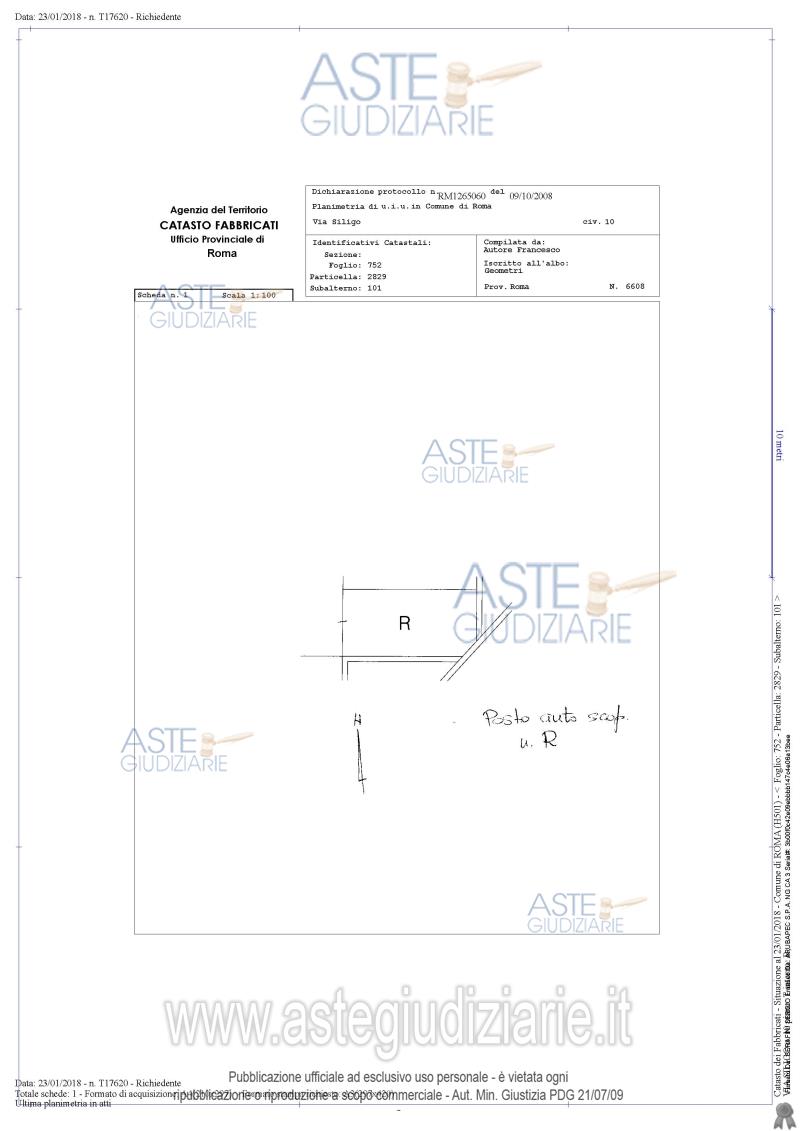 Data: 23/01/2018 - n. T17620 - Richiedente
ASTE
GIUDIZIARIE
Agenzia del Territorio
CATASTO FABBRICATI
Ufficio Provinciale di
Roma
Dichiarazione protocollo n. RM1265060 del 09/10/2008
Planimetria di u.i.u. in Comune di Roma
Via Siligo civ. 10
Identificativi Catastali:
Sezione:
Foglio: 752
Particella: 2829
Subalterno: 101
Compilata da:
Autore Francesco
Iscritto all'albo:
Geometri
Prov. Roma N. 6608
Scheda n. 1 Scala 1:100
ASTE
GIUDIZIARIE
ASTE
GIUDIZIARIE
10 metri
ASTE
GIUDIZIARIE
R
N
Posto auto scop.
n. R
ASTE
GIUDIZIARIE
ASTE
GIUDIZIARIE
Catasto dei Fabbricati - Situazione al 23/01/2018 - Comune di ROMA (H501) - < Foglio: 752 - Particella: 2829 - Subalterno: 101 >
www.astegiudiziarie.it
Pubblicazione ufficiale ad esclusivo uso personale - è vietata ogni
ripubblicazione o riproduzione a scopo commerciale - Aut. Min. Giustizia PDG 21/07/09
Data: 23/01/2018 - n. T17620 - Richiedente
Totale schede: 1 - Formato di acquisizione:
Ultima planimetria in atti